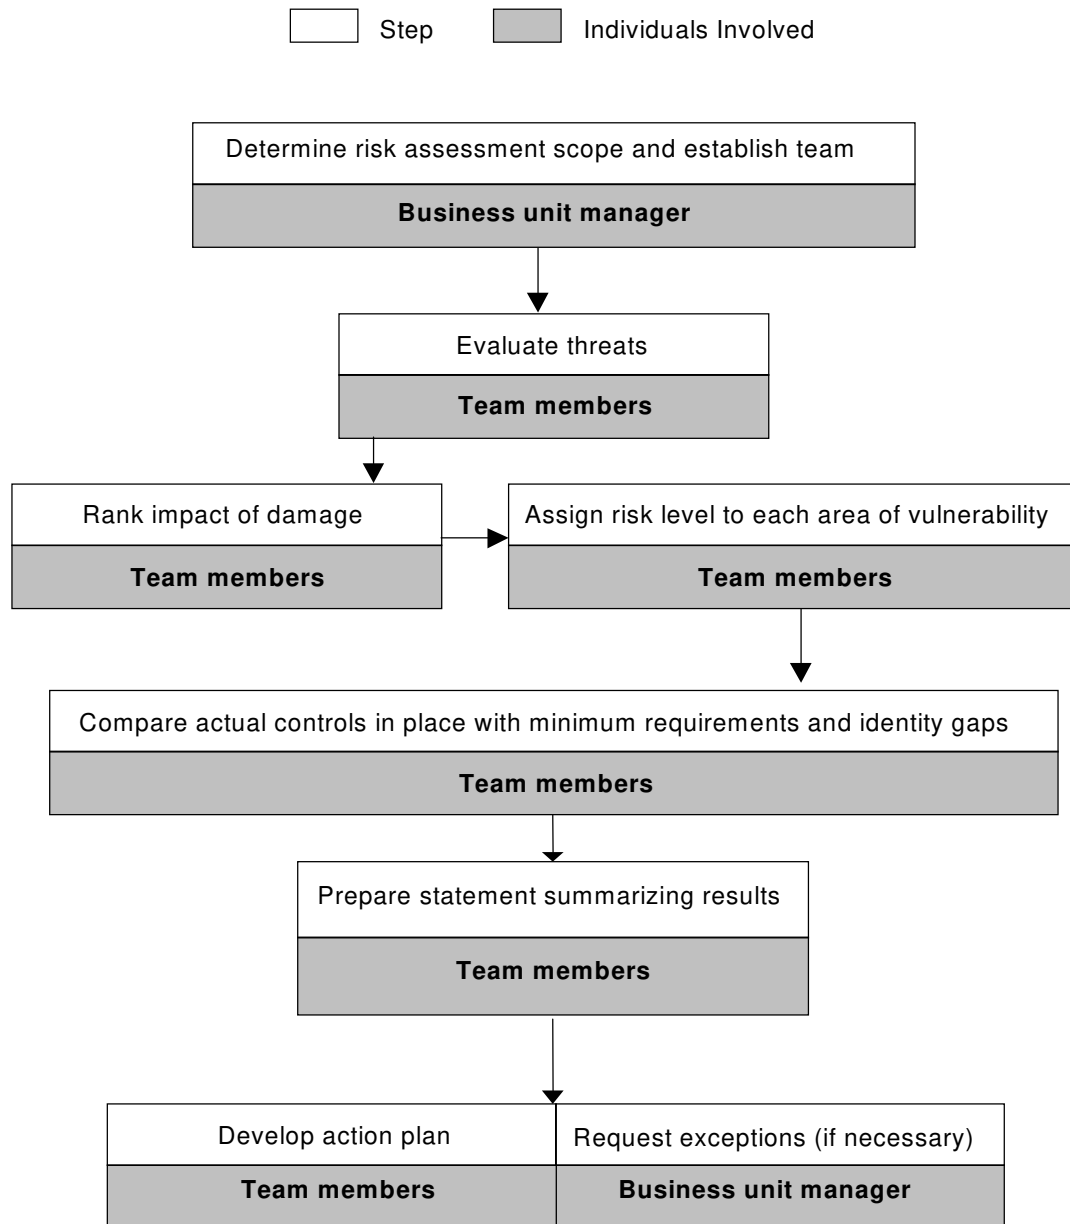 Step
Individuals Involved
Determine risk assessment scope and establish team
Business unit manager
Evaluate threats
Team members
Rank impact of damage
Team members
Assign risk level to each area of vulnerability
Team members
Compare actual controls in place with minimum requirements and identity gaps
Team members
Prepare statement summarizing results
Team members
Develop action plan
Team members
Request exceptions (if necessary)
Business unit manager